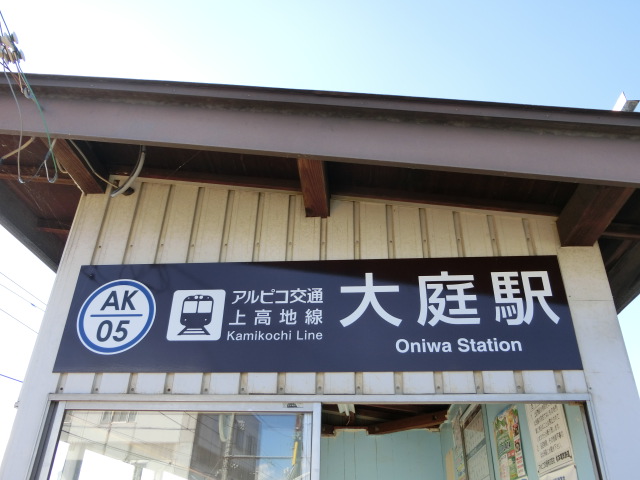 AK
05
アルピコ交通
上高地線
Kamikochi Line
大庭駅
Oniwa Station